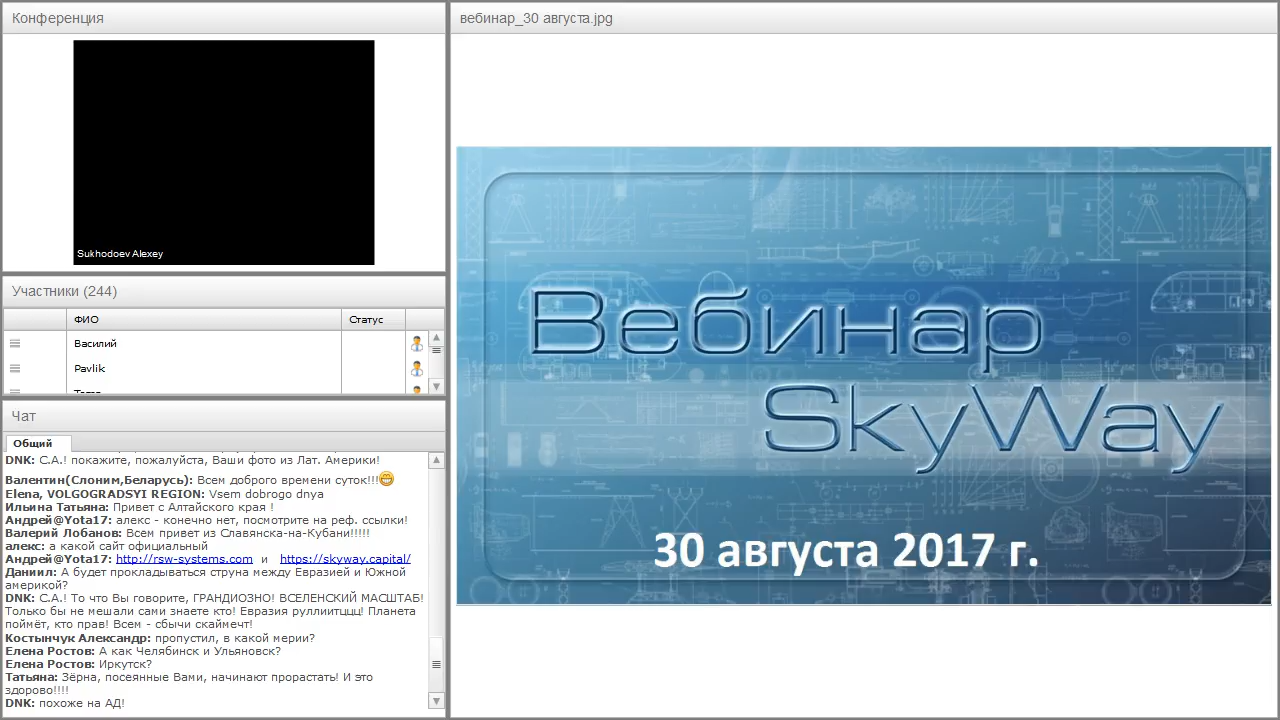 Конференция
Sukhodoev Alexey
Участники (244)
ФИО Статус
Василий
Pavlik
Чат
Общий
DNK: С.А.! покажите, пожалуйста, Ваши фото из Лат. Америки!
Валентин(Слоним,Беларусь): Всем доброго времени суток!!!
Elena, VOLGOGRADSYI REGION: Vsem dobrogo dnya
Ильина Татьяна: Привет с Алтайского края !
Андрей@Yota17: алекс - конечно нет, посмотрите на реф. ссылки!
Валерий Лобанов: Всем привет из Славянска-на-Кубани!!!!!
алекс: а какой сайт официальный
Андрей@Yota17: http://rsw-systems.com и https://skyway.capital/
Даниил: А будет прокладываться струна между Евразией и Южной
америкой?
DNK: С.А.! То что Вы говорите, ГРАНДИОЗНО! ВСЕЛЕНСКИЙ МАСШТАБ!
Только бы не мешали сами знаете кто! Евразия руллиитццц! Планета
поймёт, кто прав! Всем - сбычи скаймечт!
Костынчук Александр: пропустил, в какой мерии?
Елена Ростов: А как Челябинск и Ульяновск?
Елена Ростов: Иркутск?
Татьяна: Зёрна, посеянные Вами, начинают прорастать! И это
здорово!!!!
DNK: похоже на АД!
вебинар_30 августа.jpg
Вебинар
SkyWay
30 августа 2017 г.